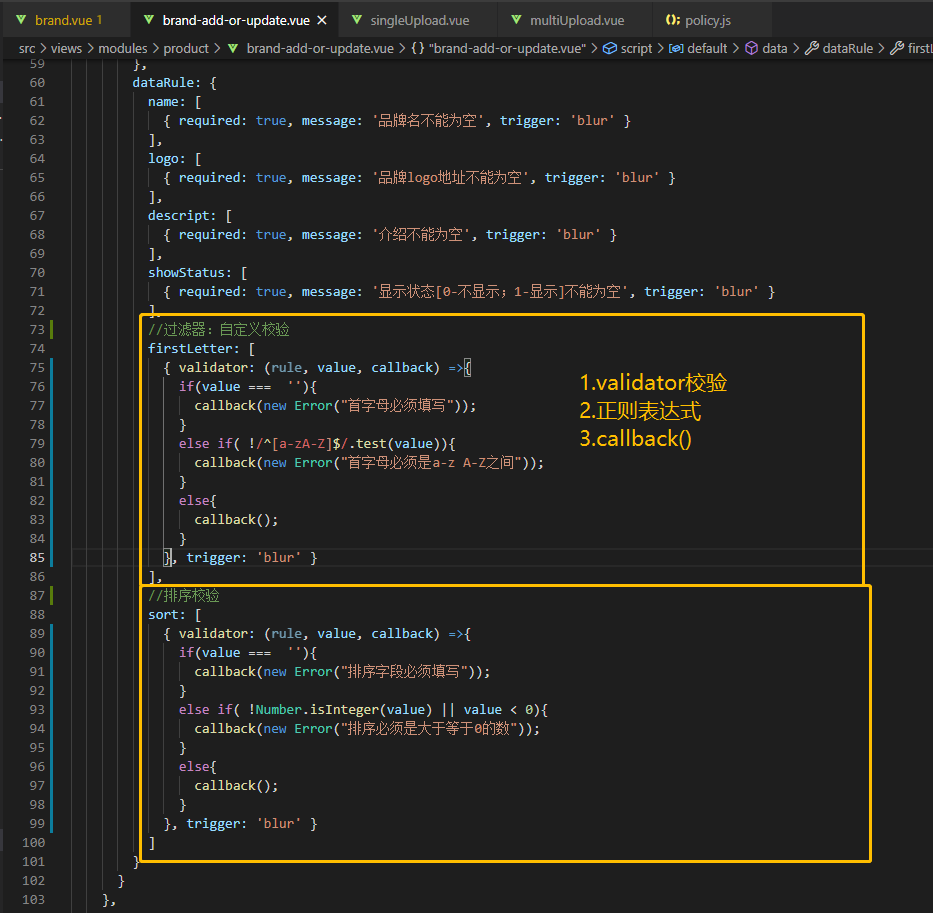 brand.vue 1
brand-add-or-update.vue ×
singleUpload.vue
multiUpload.vue
policy.js
src > views > modules > product > brand-add-or-update.vue > {} "brand-add-or-update.vue" > script > default > data > dataRule > firstL
59 },
60 dataRule: {
61 name: [
62 { required: true, message: '品牌名不能为空', trigger: 'blur' }
63 ],
64 logo: [
65 { required: true, message: '品牌logo地址不能为空', trigger: 'blur' }
66 ],
67 descript: [
68 { required: true, message: '介绍不能为空', trigger: 'blur' }
69 ],
70 showStatus: [
71 { required: true, message: '显示状态[0-不显示；1-显示]不能为空', trigger: 'blur' }
72 ],
73 //过滤器：自定义校验
74 firstLetter: [
75 { validator: (rule, value, callback) =>{
76 if(value ===  ''){
77 callback(new Error("首字母必须填写"));
78 }
79 else if( !/^[a-zA-Z]$/.test(value)){
80 callback(new Error("首字母必须是a-z A-Z之间"));
81 }
82 else{
83 callback();
84 }
85 }, trigger: 'blur' }
86 ],
1.validator校验
2.正则表达式
3.callback()
87 //排序校验
88 sort: [
89 { validator: (rule, value, callback) =>{
90 if(value ===  ''){
91 callback(new Error("排序字段必须填写"));
92 }
93 else if( !Number.isInteger(value) || value < 0){
94 callback(new Error("排序必须是大于等于0的数"));
95 }
96 else{
97 callback();
98 }
99 }, trigger: 'blur' }
100 ]
101 }
102 }
103 },